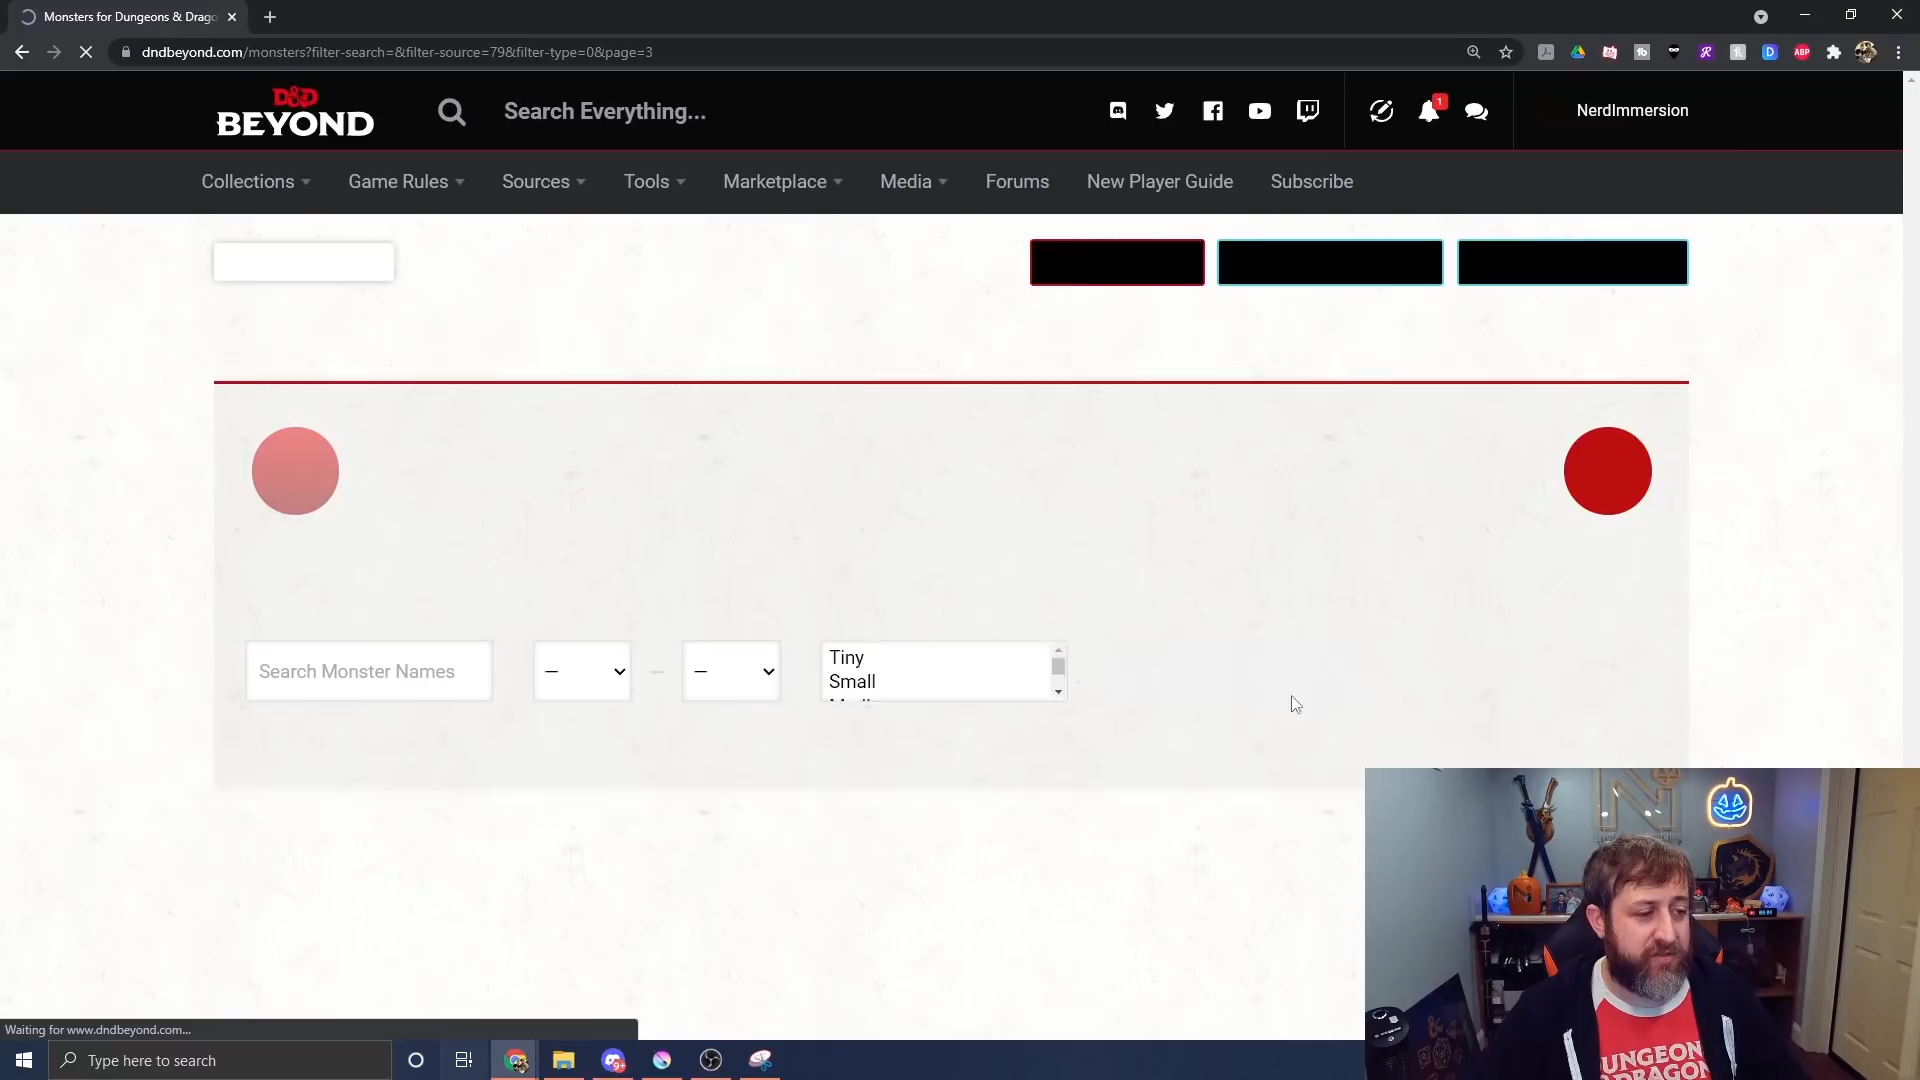 Monsters for Dungeons & Drago
dndbeyond.com/monsters?filter-search=&filter-source=79&filter-type=0&page=3
D&D
BEYOND
Search Everything...
1
NerdImmersion
Collections
Game Rules
Sources
Tools
Marketplace
Media
Forums
New Player Guide
Subscribe
Search Monster Names
—
—
Tiny
Small
Waiting for www.dndbeyond.com...
Type here to search
9+